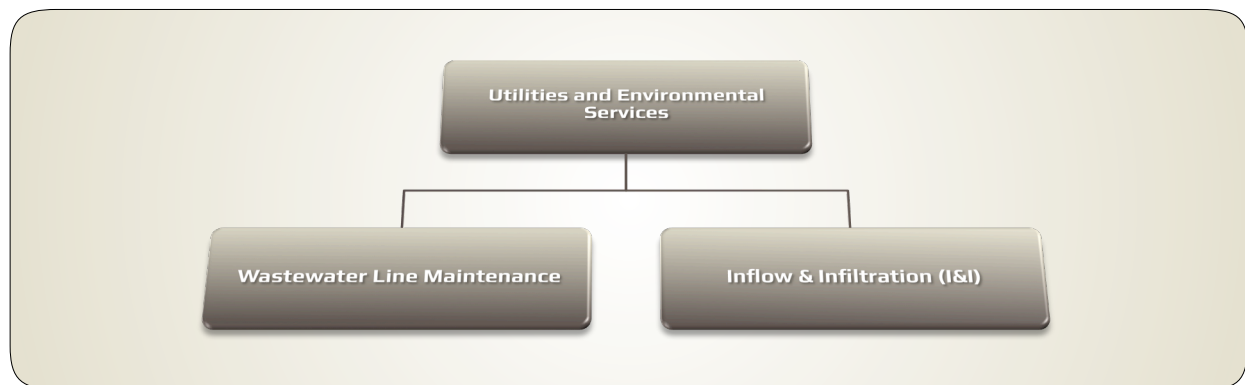 Utilities and Environmental
Services
Wastewater Line Maintenance
Inflow & Infiltration (I&I)